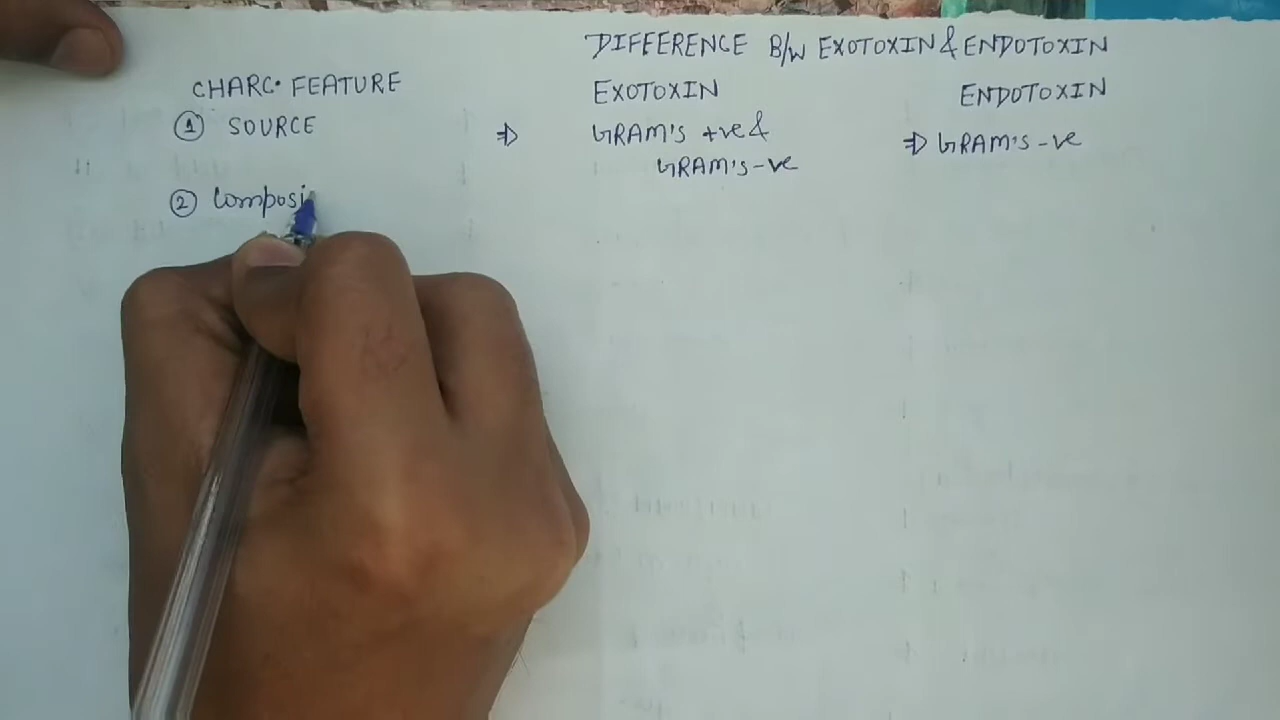 DIFFERENCE B/W EXOTOXIN & ENDOTOXIN
CHARC. FEATURE EXOTOXIN ENDOTOXIN
① SOURCE ⇒ GRAM'S +ve & ⇒ GRAM'S -ve
GRAM'S -ve
② Composi